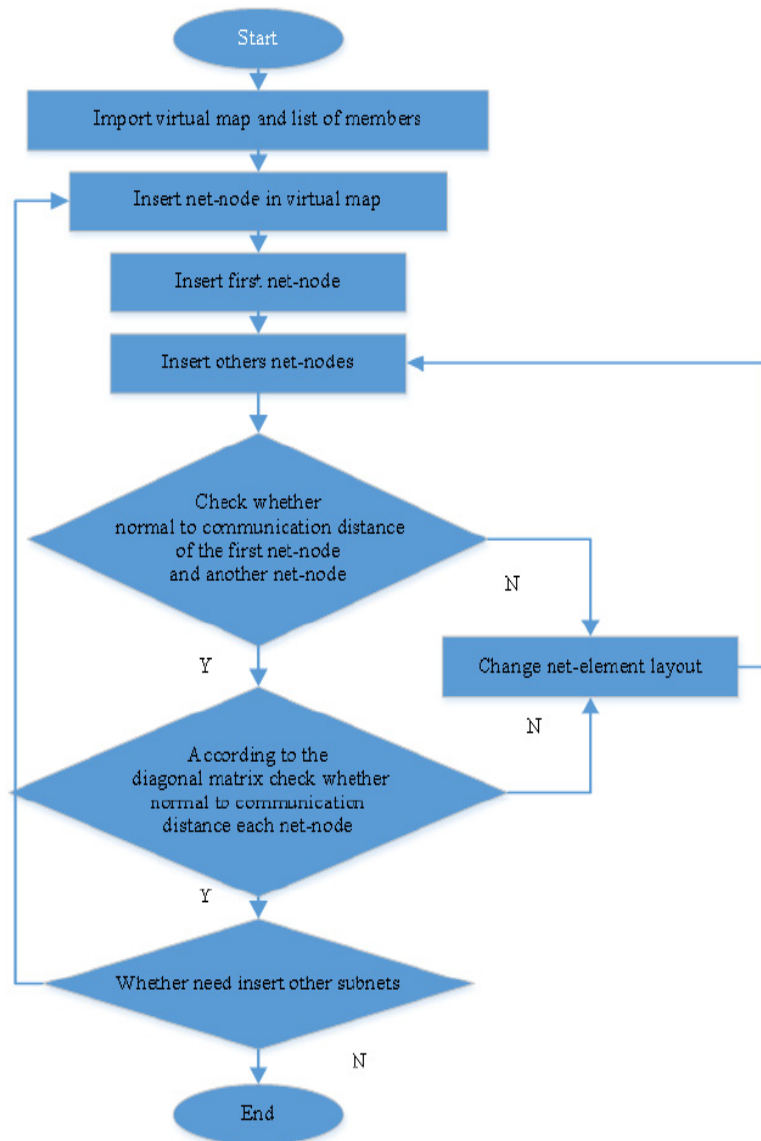 Start
Import virtual map and list of members
Insert net-node in virtual map
Insert first net-node
Insert others net-nodes
Check whether
normal to communication distance
of the first net-node
and another net-node
N
Y
Change net-element layout
N
According to the
diagonal matrix check whether
normal to communication
distance each net-node
Y
Whether need insert other subnets
N
End